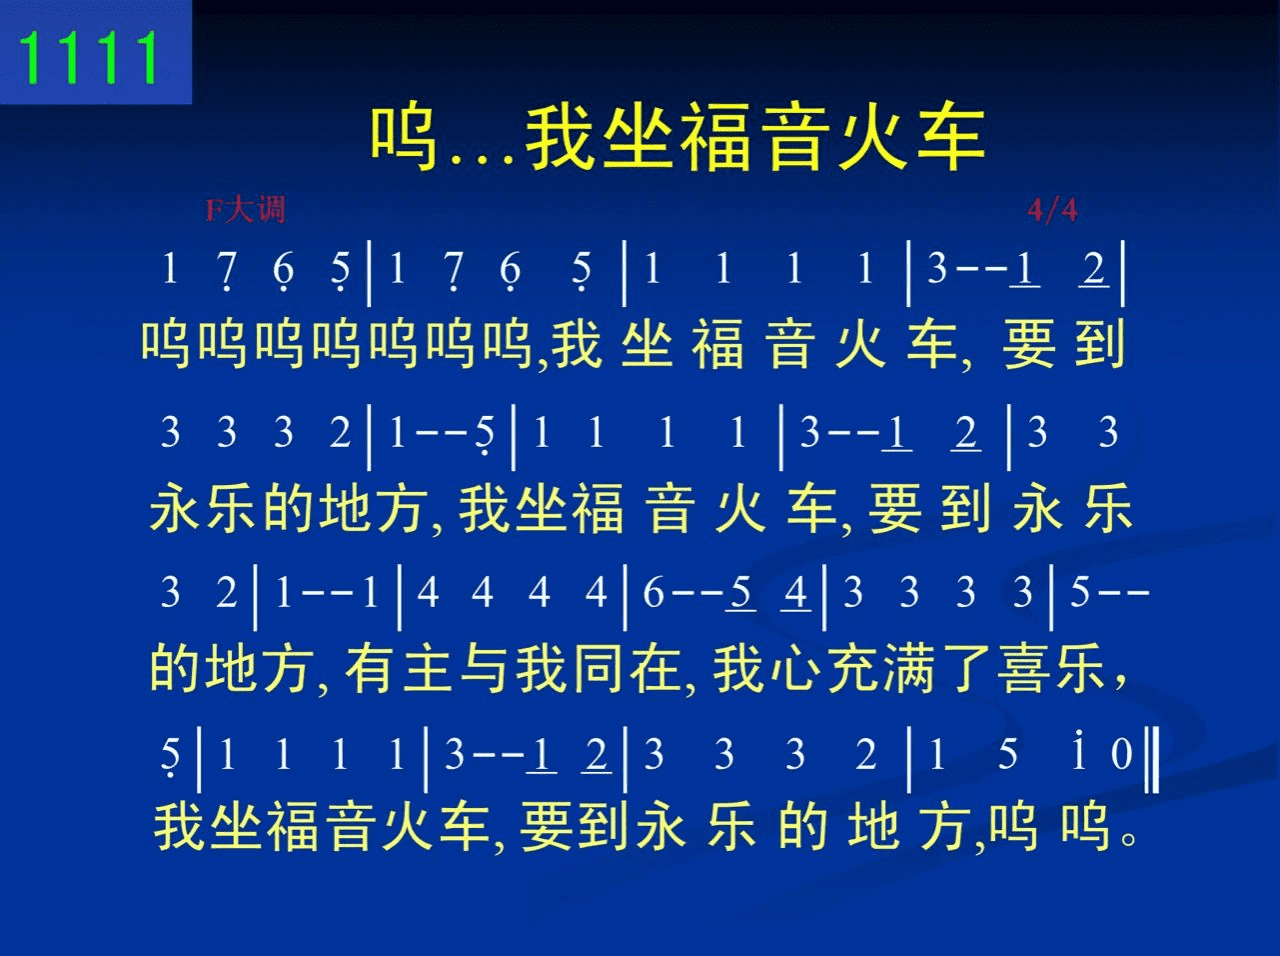 1111
呜…我坐福音火车
F大调 4/4
1 7̣ 6̣ 5̣ | 1 7̣ 6̣ 5̣ | 1 1 1 1 | 3--1̲ 2̲ |
呜呜呜呜呜呜呜,我坐福音火车, 要到
3 3 3 2 | 1--5̣ | 1 1 1 1 | 3--1̲ 2̲ | 3 3
永乐的地方,我坐福音火车,要到永乐
3 2 | 1--1 | 4 4 4 4 | 6--5̲ 4̲ | 3 3 3 3 | 5--
的地方,有主与我同在,我心充满了喜乐，
5̣ | 1 1 1 1 | 3--1̲ 2̲ | 3 3 3 2 | 1 5 i 0 ‖
我坐福音火车,要到永乐的地方,呜呜。